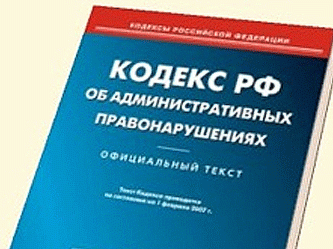 КОДЕКСЫ РОССИЙСКОЙ ФЕДЕРАЦИИ
КОДЕКС РФ
ОБ АДМИНИСТРАТИВНЫХ
ПРАВОНАРУШЕНИЯХ
ОФИЦИАЛЬНЫЙ ТЕКСТ
Текст Кодекса приводится
по состоянию на 1 февраля 2007 г.